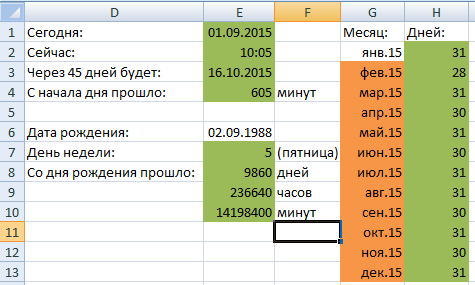 D E F G H
1 Сегодня: 01.09.2015 Месяц: Дней:
2 Сейчас: 10:05 янв.15 31
3 Через 45 дней будет: 16.10.2015 фев.15 28
4 С начала дня прошло: 605 минут мар.15 31
5 апр.15 30
6 Дата рождения: 02.09.1988 май.15 31
7 День недели: 5 (пятница) июн.15 30
8 Со дня рождения прошло: 9860 дней июл.15 31
9 236640 часов авг.15 31
10 14198400 минут сен.15 30
11 окт.15 31
12 ноя.15 30
13 дек.15 31